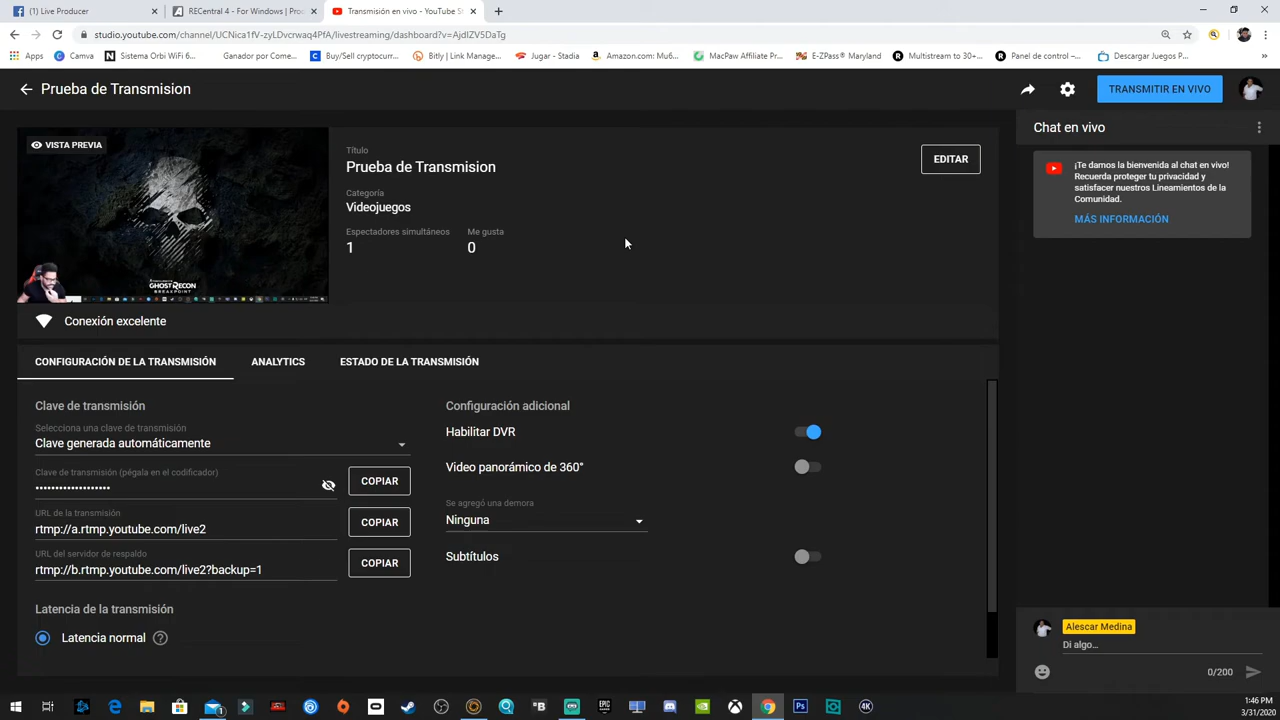 (1) Live Producer
RECentral 4 - For Windows | Proc
Transmisión en vivo - YouTube St
studio.youtube.com/channel/UCNica1fV-zyLDvcrwaq4PfA/livestreaming/dashboard?v=AjdIZV5DaTg
Apps
Canva
Sistema Orbi WiFi 6...
Ganador por Come...
Buy/Sell cryptocurr...
Bitly | Link Manage...
Jugar - Stadia
Amazon.com: Mu6...
MacPaw Affiliate Pr...
E-ZPass® Maryland
Multistream to 30+...
Panel de control –...
Descargar Juegos P...
Prueba de Transmision
TRANSMITIR EN VIVO
VISTA PREVIA
GHOST RECON
BREAKPOINT
Título
Prueba de Transmision
EDITAR
Categoría
Videojuegos
Espectadores simultáneos
Me gusta
1
0
Conexión excelente
CONFIGURACIÓN DE LA TRANSMISIÓN
ANALYTICS
ESTADO DE LA TRANSMISIÓN
Clave de transmisión
Selecciona una clave de transmisión
Clave generada automáticamente
Clave de transmisión (pégala en el codificador)
••••••••••••••••••••
COPIAR
URL de la transmisión
rtmp://a.rtmp.youtube.com/live2
COPIAR
URL del servidor de respaldo
rtmp://b.rtmp.youtube.com/live2?backup=1
COPIAR
Latencia de la transmisión
Latencia normal
Configuración adicional
Habilitar DVR
Video panorámico de 360°
Se agregó una demora
Ninguna
Subtítulos
Chat en vivo
¡Te damos la bienvenida al chat en vivo!
Recuerda proteger tu privacidad y
satisfacer nuestros Lineamientos de la
Comunidad.
MÁS INFORMACIÓN
Alescar Medina
Di algo...
0/200
1:46 PM
3/31/2020